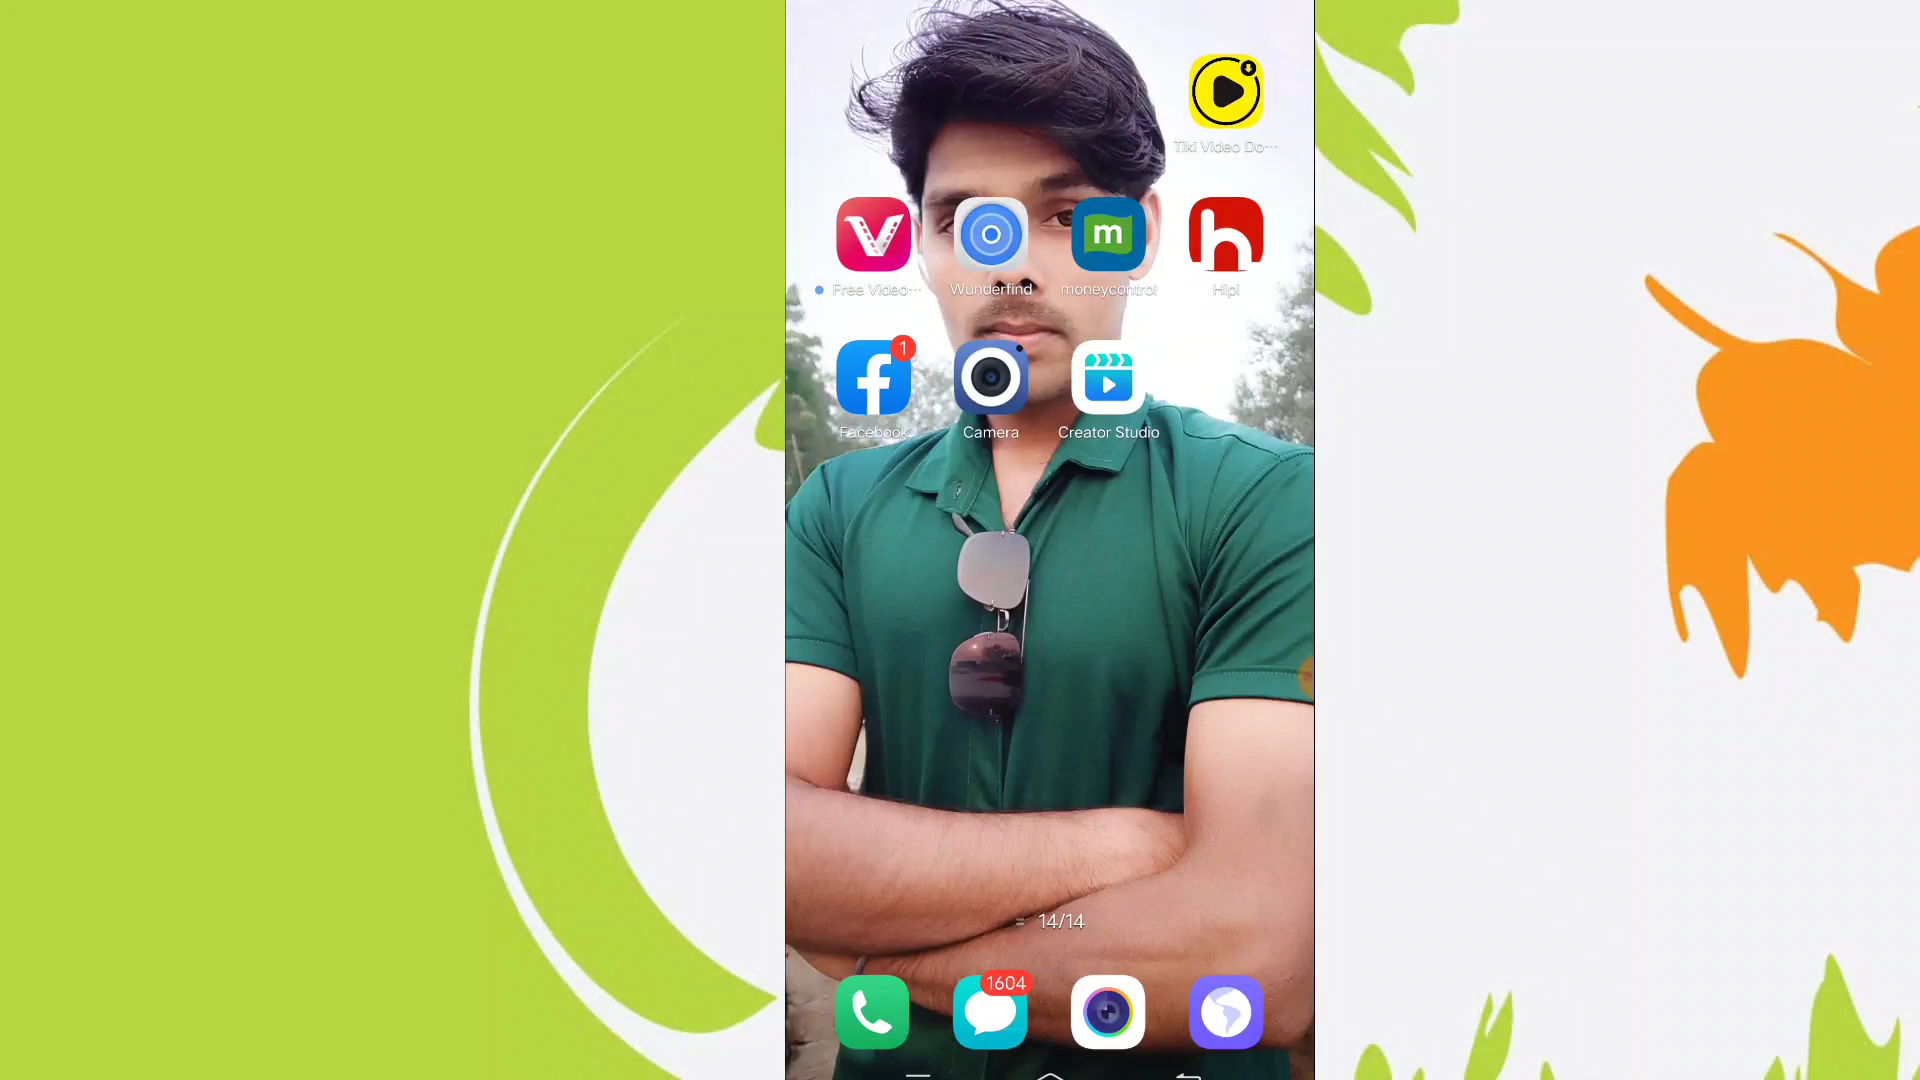 Tiki Video Do...
Free Video...
Wunderfind
m
moneycontrol
h
Hipi
1
Facebook
Camera
Creator Studio
14/14
1604